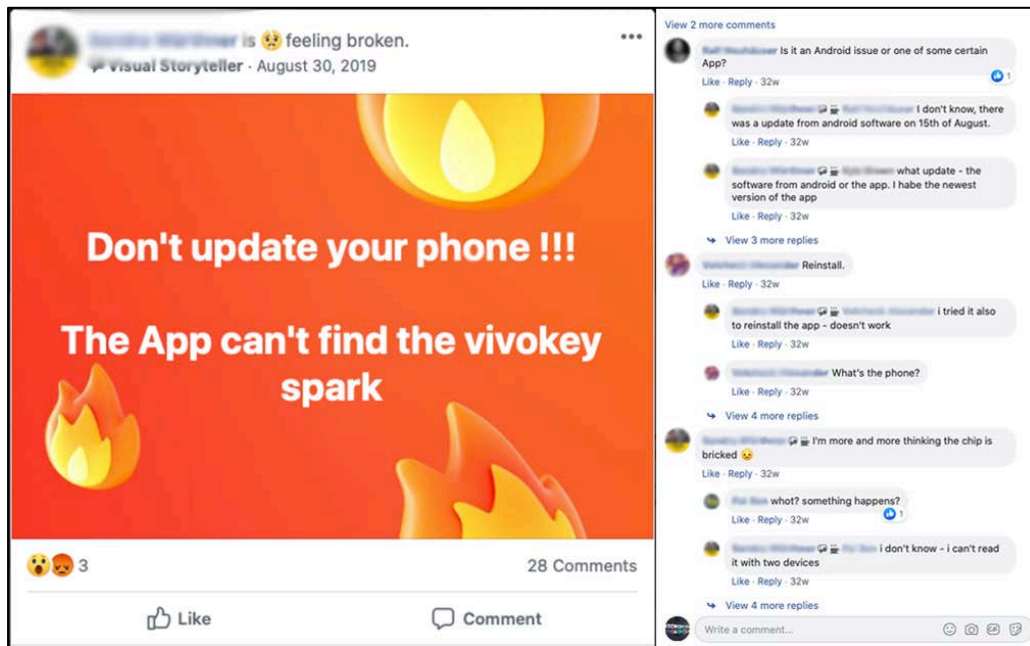 is 🥺 feeling broken.
Visual Storyteller · August 30, 2019
Don't update your phone !!!
The App can't find the vivokey
spark
3
28 Comments
Like
Comment
View 2 more comments
Is it an Android issue or one of some certain
App?
1
Like · Reply · 32w
I don't know, there
was a update from android software on 15th of August.
Like · Reply · 32w
what update - the
software from android or the app. I habe the newest
version of the app
Like · Reply · 32w
View 3 more replies
Reinstall.
Like · Reply · 32w
i tried it also
to reinstall the app - doesn't work
Like · Reply · 32w
What's the phone?
Like · Reply · 32w
View 4 more replies
I'm more and more thinking the chip is
bricked 😣
Like · Reply · 32w
whot? something happens?
1
Like · Reply · 32w
i don't know - i can't read
it with two devices
Like · Reply · 32w
View 4 more replies
Write a comment...
GIF